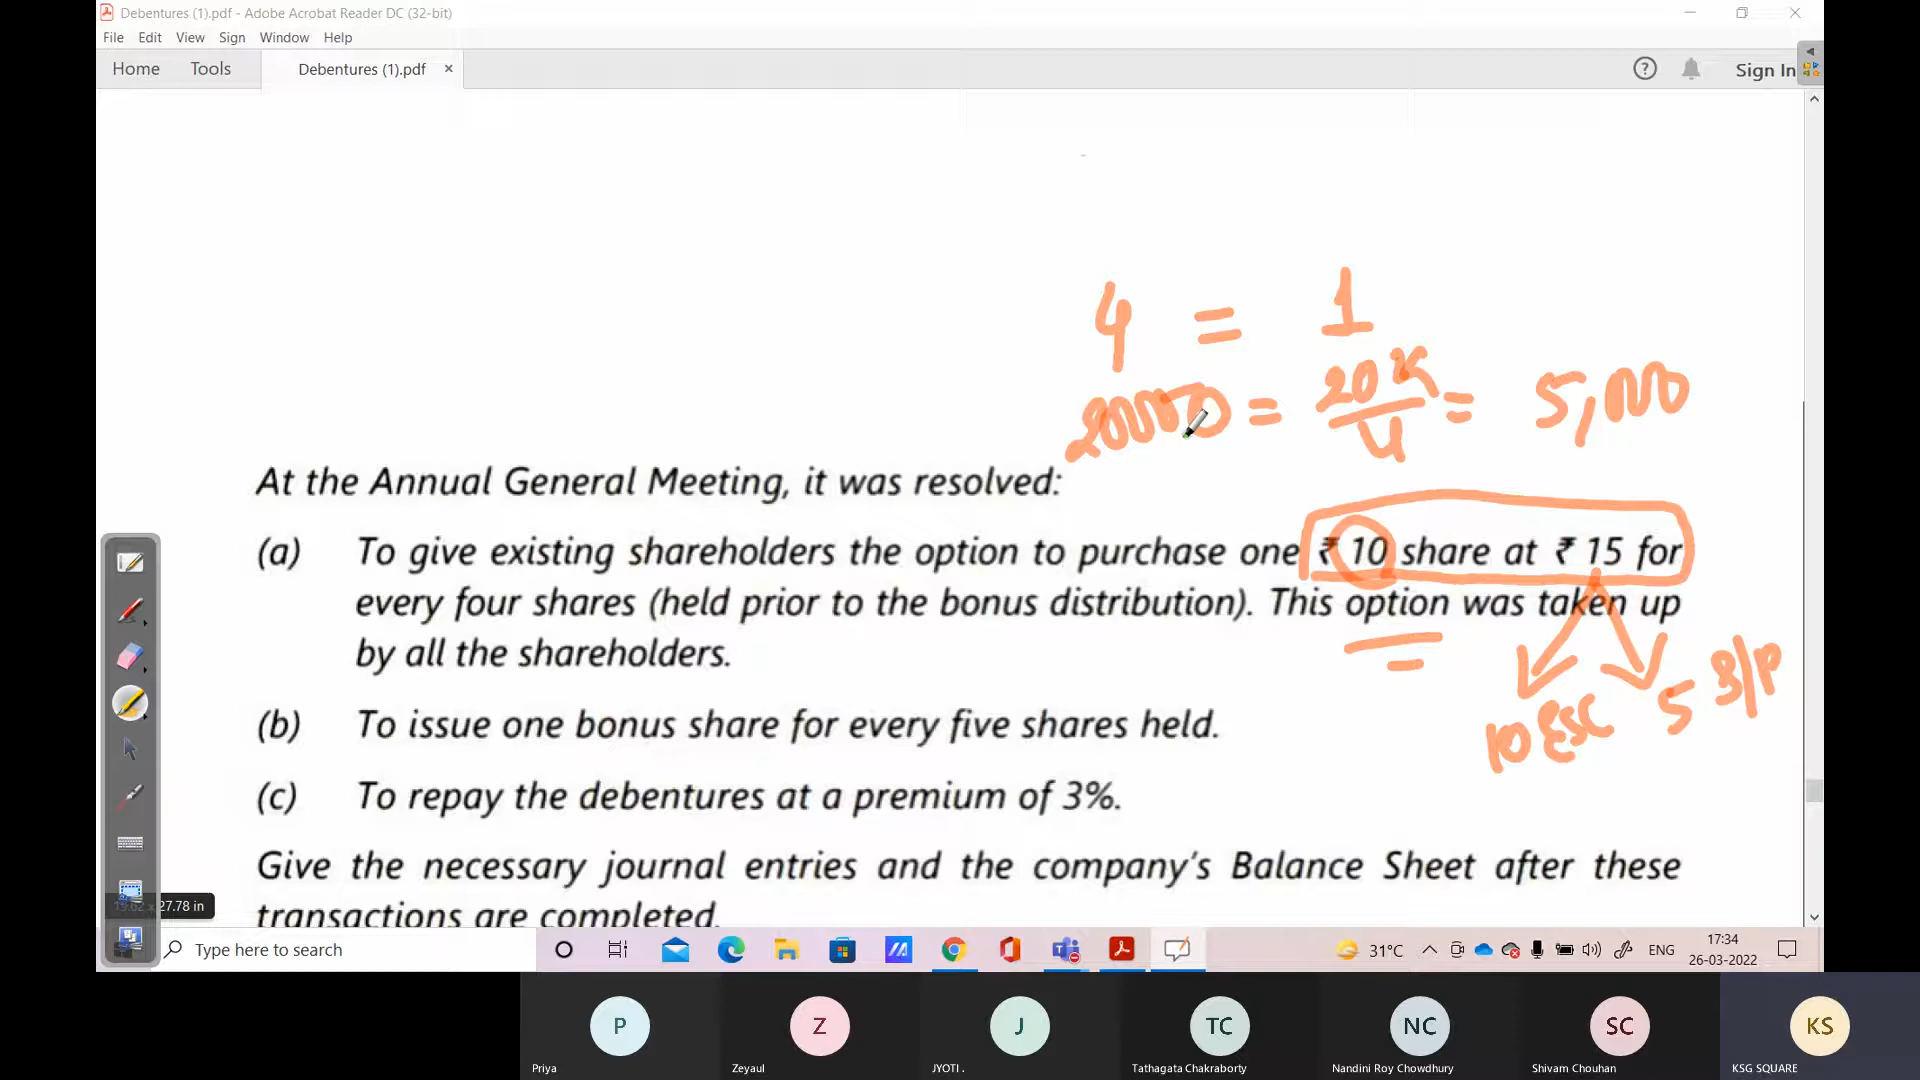 Debentures (1).pdf - Adobe Acrobat Reader DC (32-bit)
File Edit View Sign Window Help
Home Tools Debentures (1).pdf × Sign In
4 = 1
20000 = 20K/4 = 5,000
At the Annual General Meeting, it was resolved:
(a) To give existing shareholders the option to purchase one ₹ 10 share at ₹ 15 for
every four shares (held prior to the bonus distribution). This option was taken up
by all the shareholders.
10 ESC 5 S/P
(b) To issue one bonus share for every five shares held.
(c) To repay the debentures at a premium of 3%.
Give the necessary journal entries and the company's Balance Sheet after these
transactions are completed.
27.78 in
Type here to search
31°C ENG 17:34
26-03-2022
P Z J TC NC SC KS
Priya Zeyaul JYOTI . Tathagata Chakraborty Nandini Roy Chowdhury Shivam Chouhan KSG SQUARE